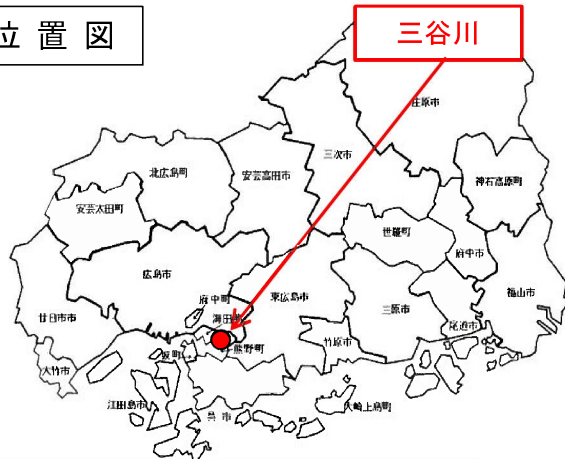 位置図
三谷川
庄原市
三次市
北広島町
安芸高田市
神石高原町
安芸太田町
世羅町
府中市
広島市
東広島市
福山市
府中町
三原市
廿日市市
海田町
尾道市
竹原市
熊野町
坂町
大竹市
江田島市
大崎上島町
呉市